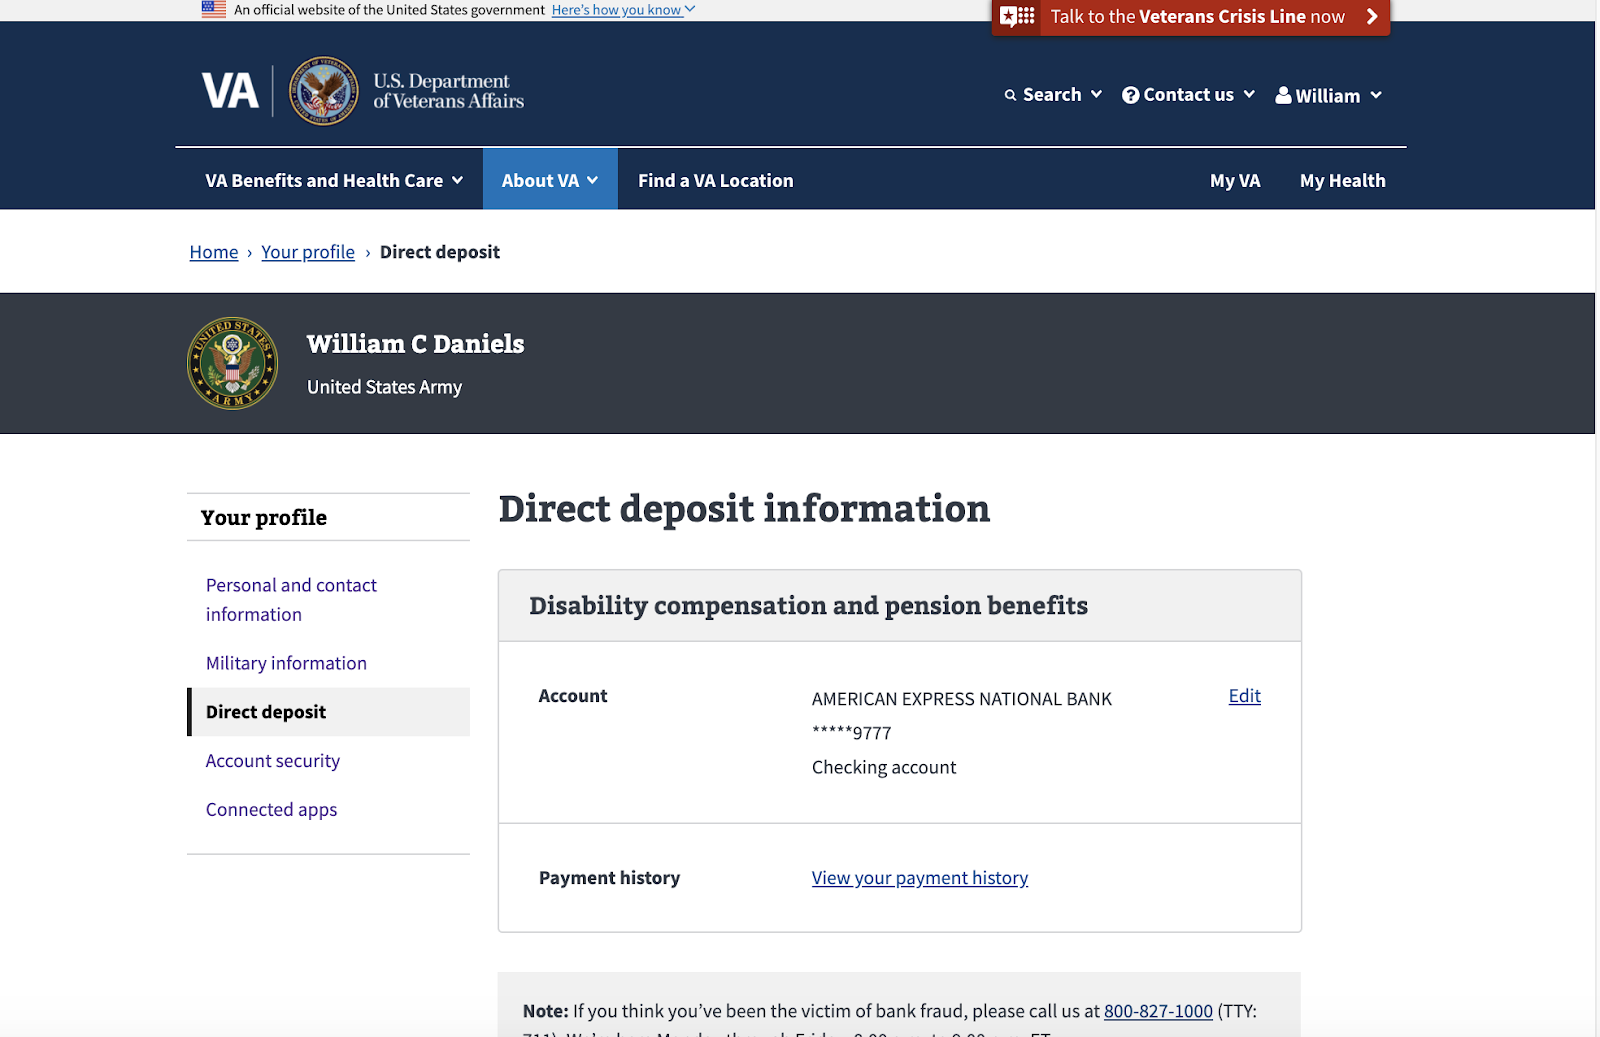 An official website of the United States government Here's how you know
Talk to the Veterans Crisis Line now
VA
U.S. Department
of Veterans Affairs
Search Contact us William
VA Benefits and Health Care About VA Find a VA Location My VA My Health
Home › Your profile › Direct deposit
UNITED STATES
ARMY
William C Daniels
United States Army
Your profile
Personal and contact
information
Military information
Direct deposit
Account security
Connected apps
Direct deposit information
Disability compensation and pension benefits
Account AMERICAN EXPRESS NATIONAL BANK Edit
*****9777
Checking account
Payment history View your payment history
Note: If you think you've been the victim of bank fraud, please call us at 800-827-1000 (TTY: